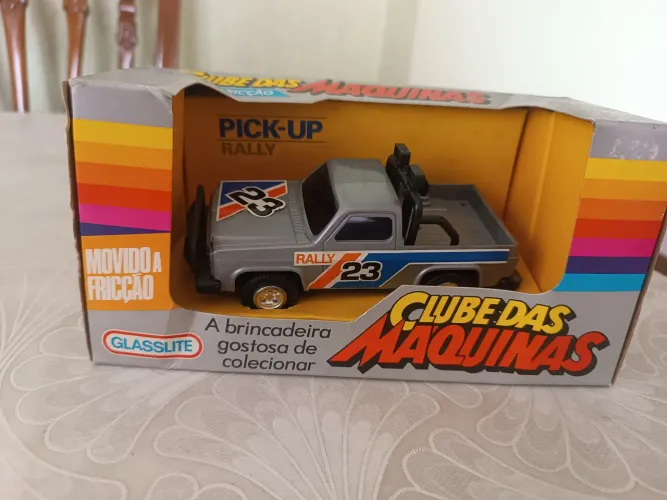 CLUBE DAS MÁQUINAS
FRICÇÃO
PICK-UP
RALLY
23
RALLY
23
MOVIDO A
FRICÇÃO
GLASSLITE
A brincadeira
gostosa de
colecionar
CLUBE DAS
MÁQUINAS